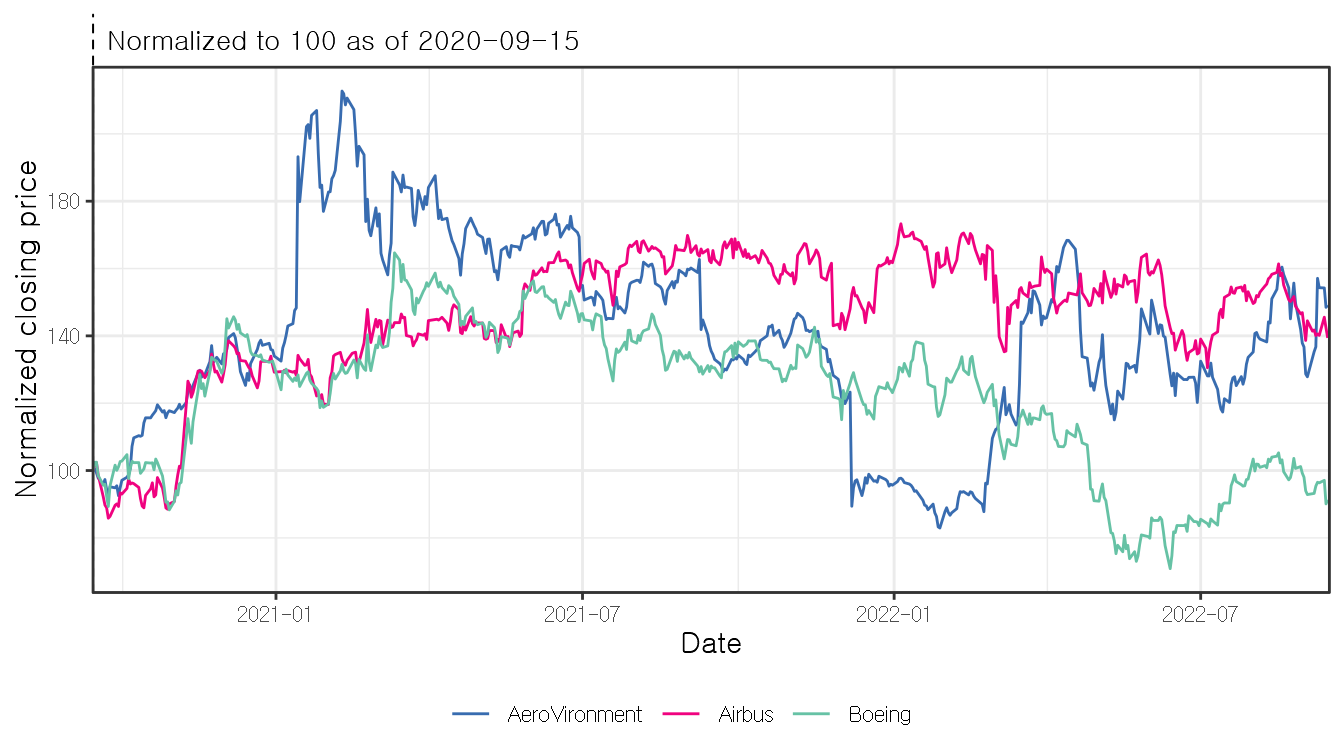 Normalized to 100 as of 2020-09-15
Normalized closing price
180
140
100
2021-01
2021-07
2022-01
2022-07
Date
AeroVironment
Airbus
Boeing